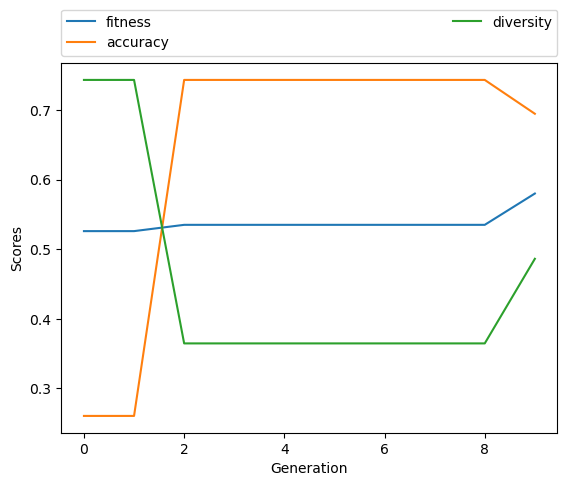 fitness
accuracy
diversity
0.7
0.6
0.5
0.4
0.3
Scores
0 2 4 6 8
Generation